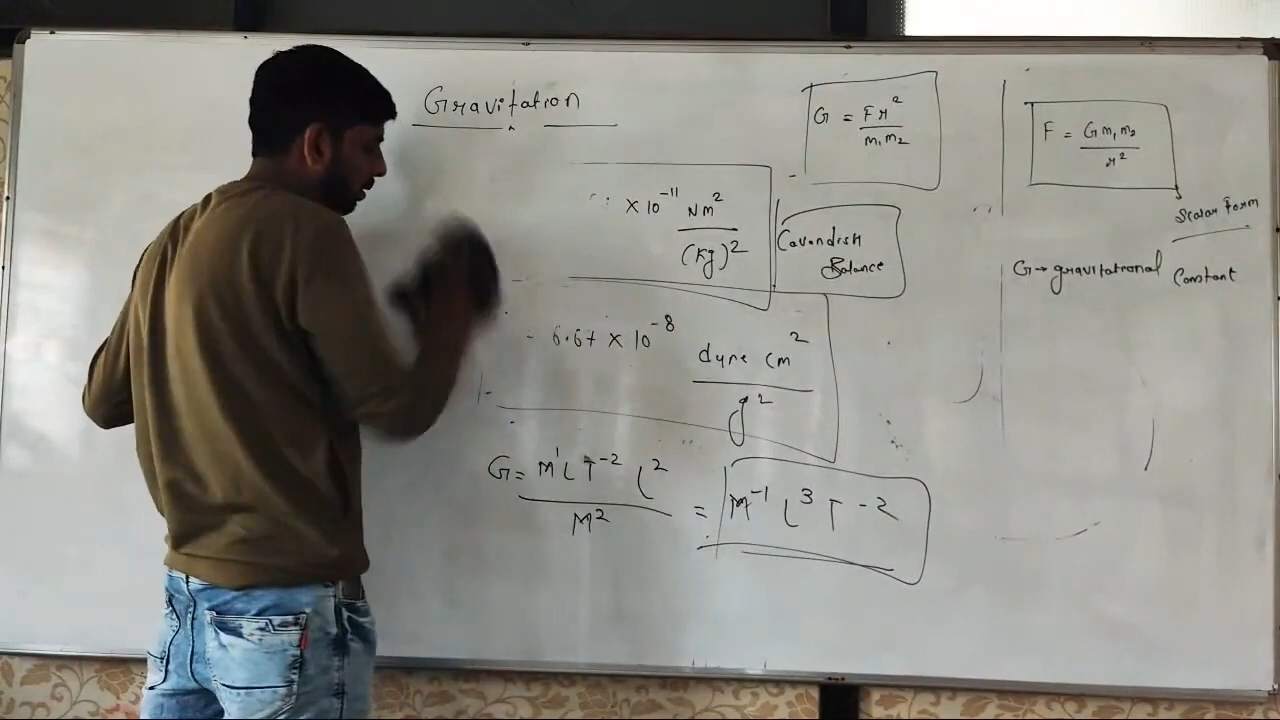 Gravitation
× 10⁻¹¹ Nm²
(Kg)²
Cavandish
Balance
6.67 × 10⁻⁸ dyne cm²
g²
G = M¹LT⁻² L²
M²
= M⁻¹ L³ T⁻²
G = Fr²
m₁m₂
F = Gm₁m₂
r²
Scalar Form
G → gravitational Constant